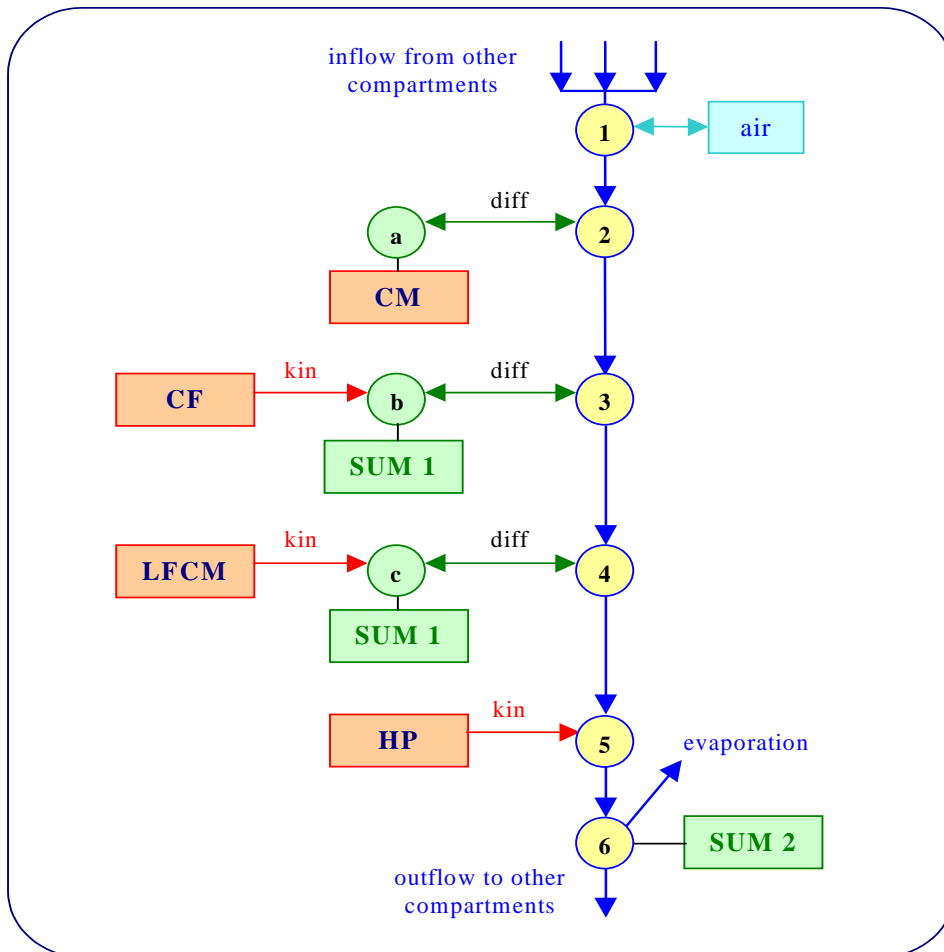 inflow from other
compartments
1
air
diff
a
2
CM
kin
diff
CF
b
3
SUM 1
kin
diff
LFCM
c
4
SUM 1
kin
HP
5
evaporation
6
SUM 2
outflow to other
compartments